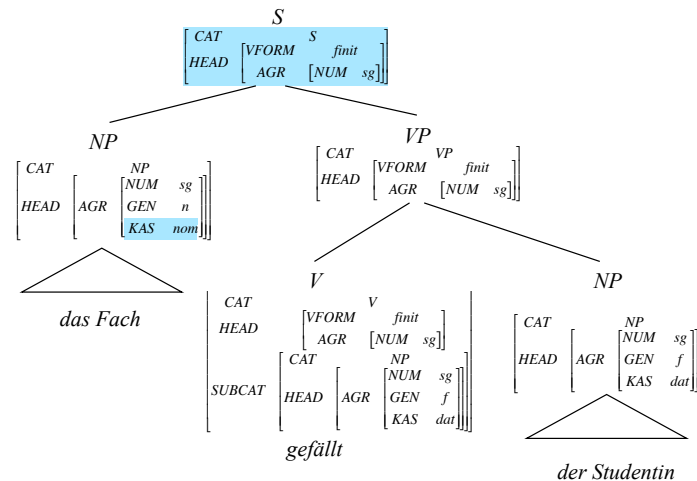 S
CAT S
HEAD VFORM finit
AGR [NUM sg]
NP
CAT NP
HEAD AGR NUM sg
GEN n
KAS nom
das Fach
VP
CAT VP
HEAD VFORM finit
AGR [NUM sg]
V
CAT V
HEAD VFORM finit
AGR [NUM sg]
SUBCAT CAT NP
HEAD AGR NUM sg
GEN f
KAS dat
gefällt
NP
CAT NP
HEAD AGR NUM sg
GEN f
KAS dat
der Studentin